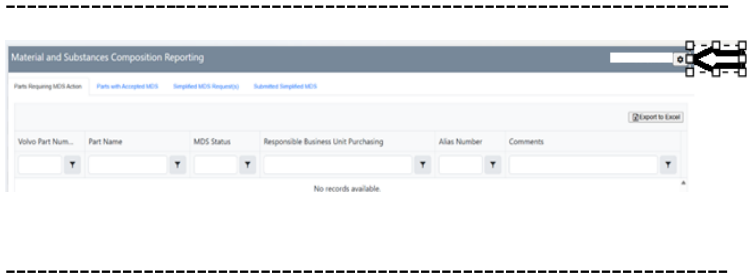 Material and Substances Composition Reporting
Parts Requiring MDS Action Parts with Accepted MDS Simplified MDS Request(s) Submitted Simplified MDS
Export to Excel
Volvo Part Num... Part Name MDS Status Responsible Business Unit Purchasing Alias Number Comments
No records available.